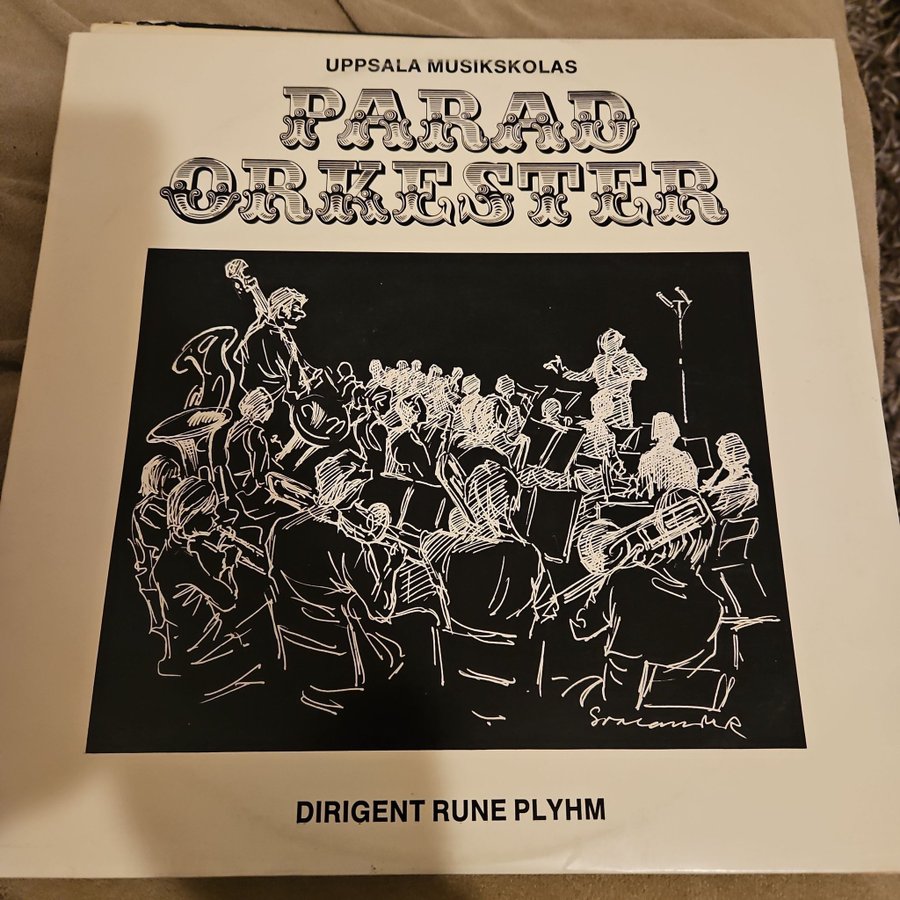 UPPSALA MUSIKSKOLAS
PARAD
ORKESTER
DIRIGENT RUNE PLYHM